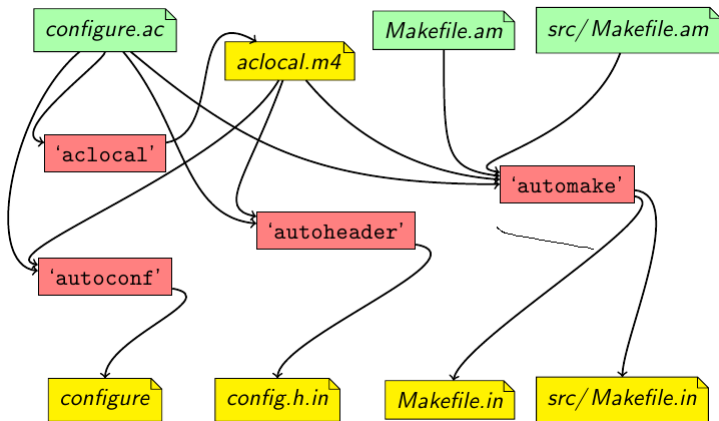 configure.ac
aclocal.m4
Makefile.am
src/Makefile.am
‘aclocal’
‘automake’
‘autoheader’
‘autoconf’
configure
config.h.in
Makefile.in
src/Makefile.in